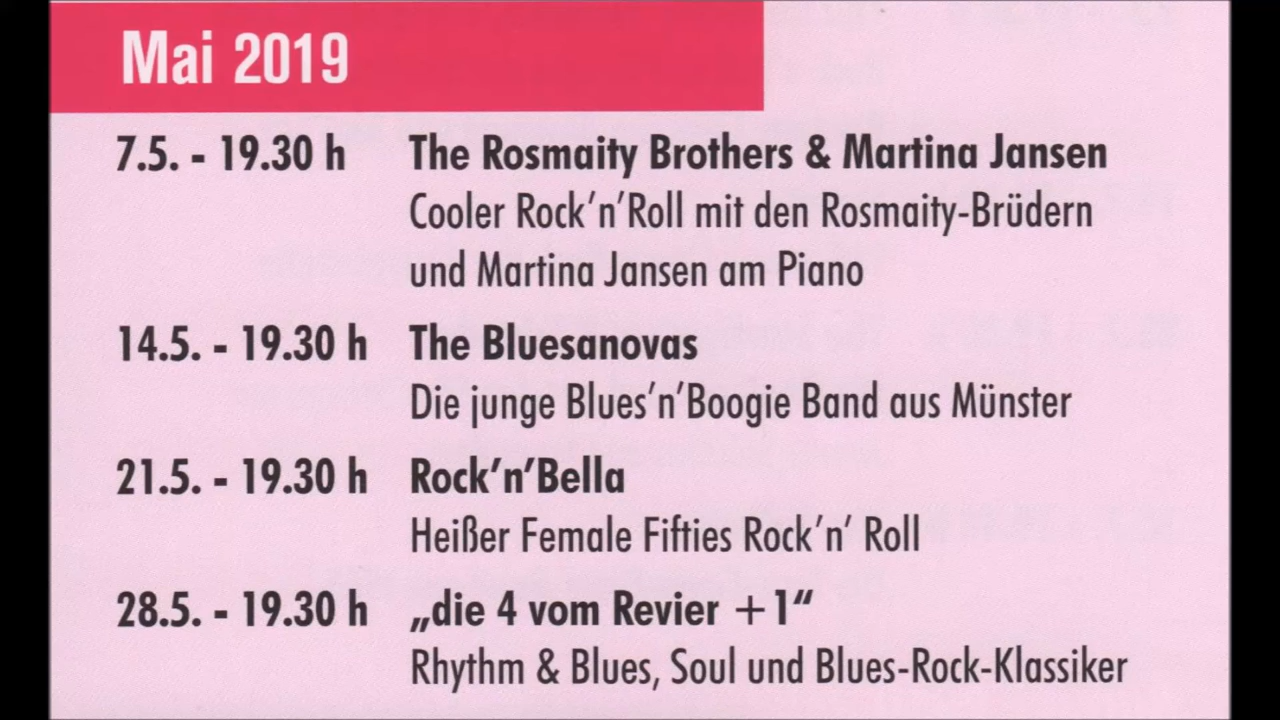 Mai 2019
7.5. - 19.30 h The Rosmaity Brothers & Martina Jansen
Cooler Rock’n’Roll mit den Rosmaity-Brüdern
und Martina Jansen am Piano
14.5. - 19.30 h The Bluesanovas
Die junge Blues’n’Boogie Band aus Münster
21.5. - 19.30 h Rock’n’Bella
Heißer Female Fifties Rock’n’ Roll
28.5. - 19.30 h „die 4 vom Revier +1“
Rhythm & Blues, Soul und Blues-Rock-Klassiker